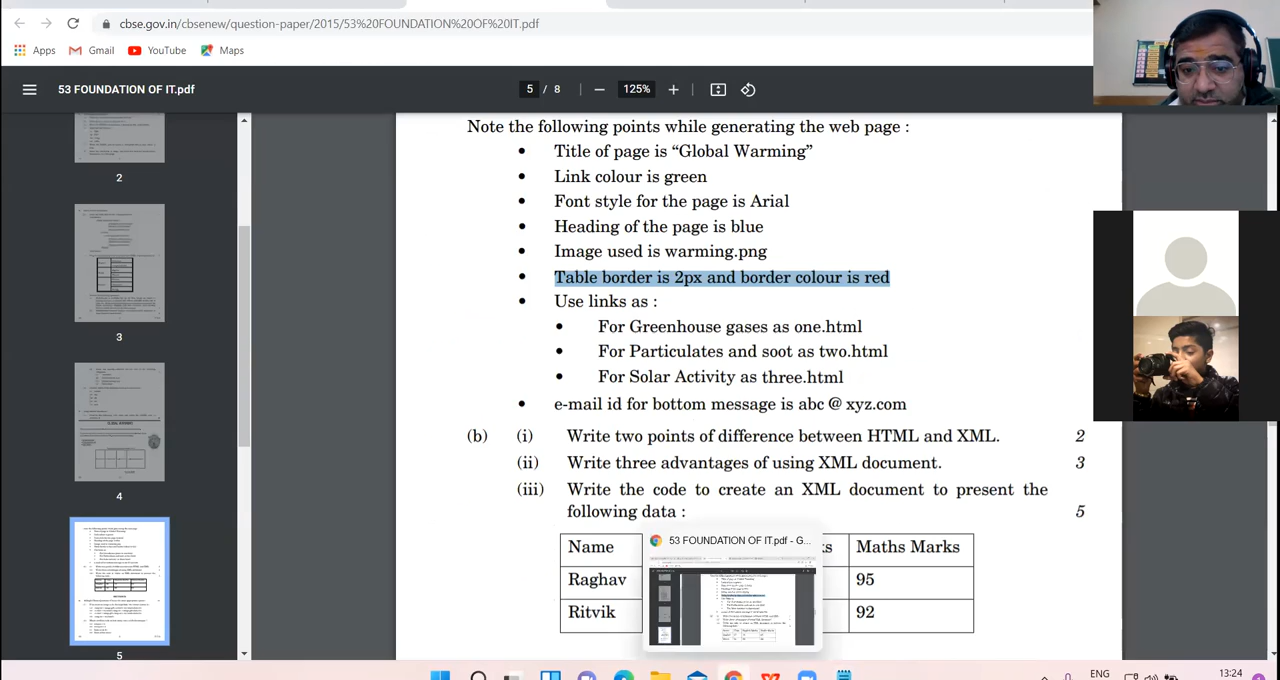 cbse.gov.in/cbsenew/question-paper/2015/53%20FOUNDATION%20OF%20IT.pdf
Apps Gmail YouTube Maps
53 FOUNDATION OF IT.pdf
5 / 8
125%
2
3
4
5
Note the following points while generating the web page :
• Title of page is “Global Warming”
• Link colour is green
• Font style for the page is Arial
• Heading of the page is blue
• Image used is warming.png
• Table border is 2px and border colour is red
• Use links as :
• For Greenhouse gases as one.html
• For Particulates and soot as two.html
• For Solar Activity as three.html
• e-mail id for bottom message is abc @ xyz.com
(b) (i) Write two points of difference between HTML and XML. 2
(ii) Write three advantages of using XML document. 3
(iii) Write the code to create an XML document to present the
following data : 5
53 FOUNDATION OF IT.pdf - c...
Name Maths Marks
Raghav 95
Ritvik 92
ENG
13:24